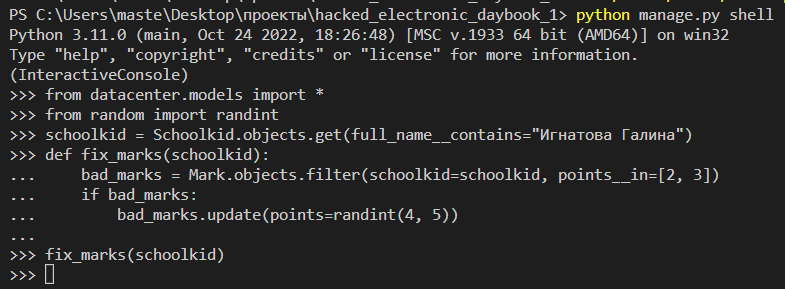 PS C:\Users\maste\Desktop\проекты\hacked_electronic_daybook_1> python manage.py shell
Python 3.11.0 (main, Oct 24 2022, 18:26:48) [MSC v.1933 64 bit (AMD64)] on win32
Type "help", "copyright", "credits" or "license" for more information.
(InteractiveConsole)
>>> from datacenter.models import *
>>> from random import randint
>>> schoolkid = Schoolkid.objects.get(full_name__contains="Игнатова Галина")
>>> def fix_marks(schoolkid):
...     bad_marks = Mark.objects.filter(schoolkid=schoolkid, points__in=[2, 3])
...     if bad_marks:
...         bad_marks.update(points=randint(4, 5))
...
>>> fix_marks(schoolkid)
>>>